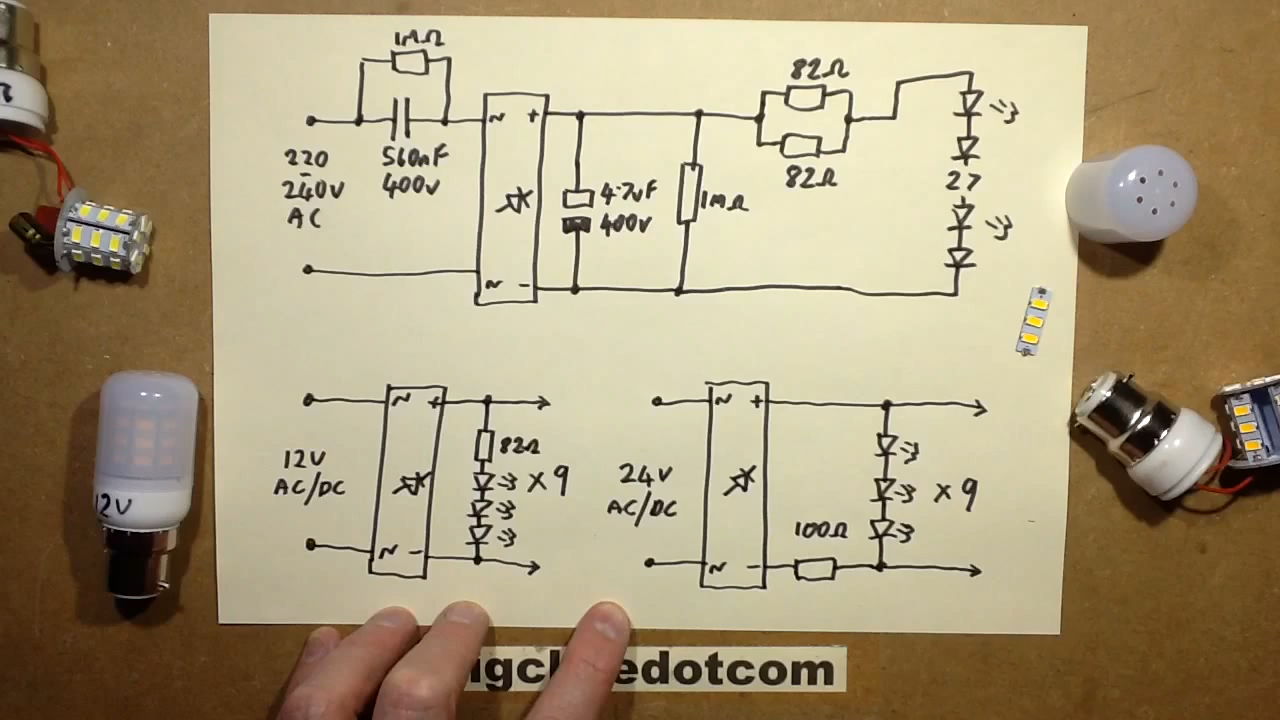 1MΩ
560nF
400v
220
-
240v
AC
~ +
~ -
4.7uF
400v
1MΩ
82Ω
82Ω
27
12V
AC/DC
~ +
~ -
82Ω
x 9
24v
AC/DC
~ +
~ -
100Ω
x 9
12V
edotcom